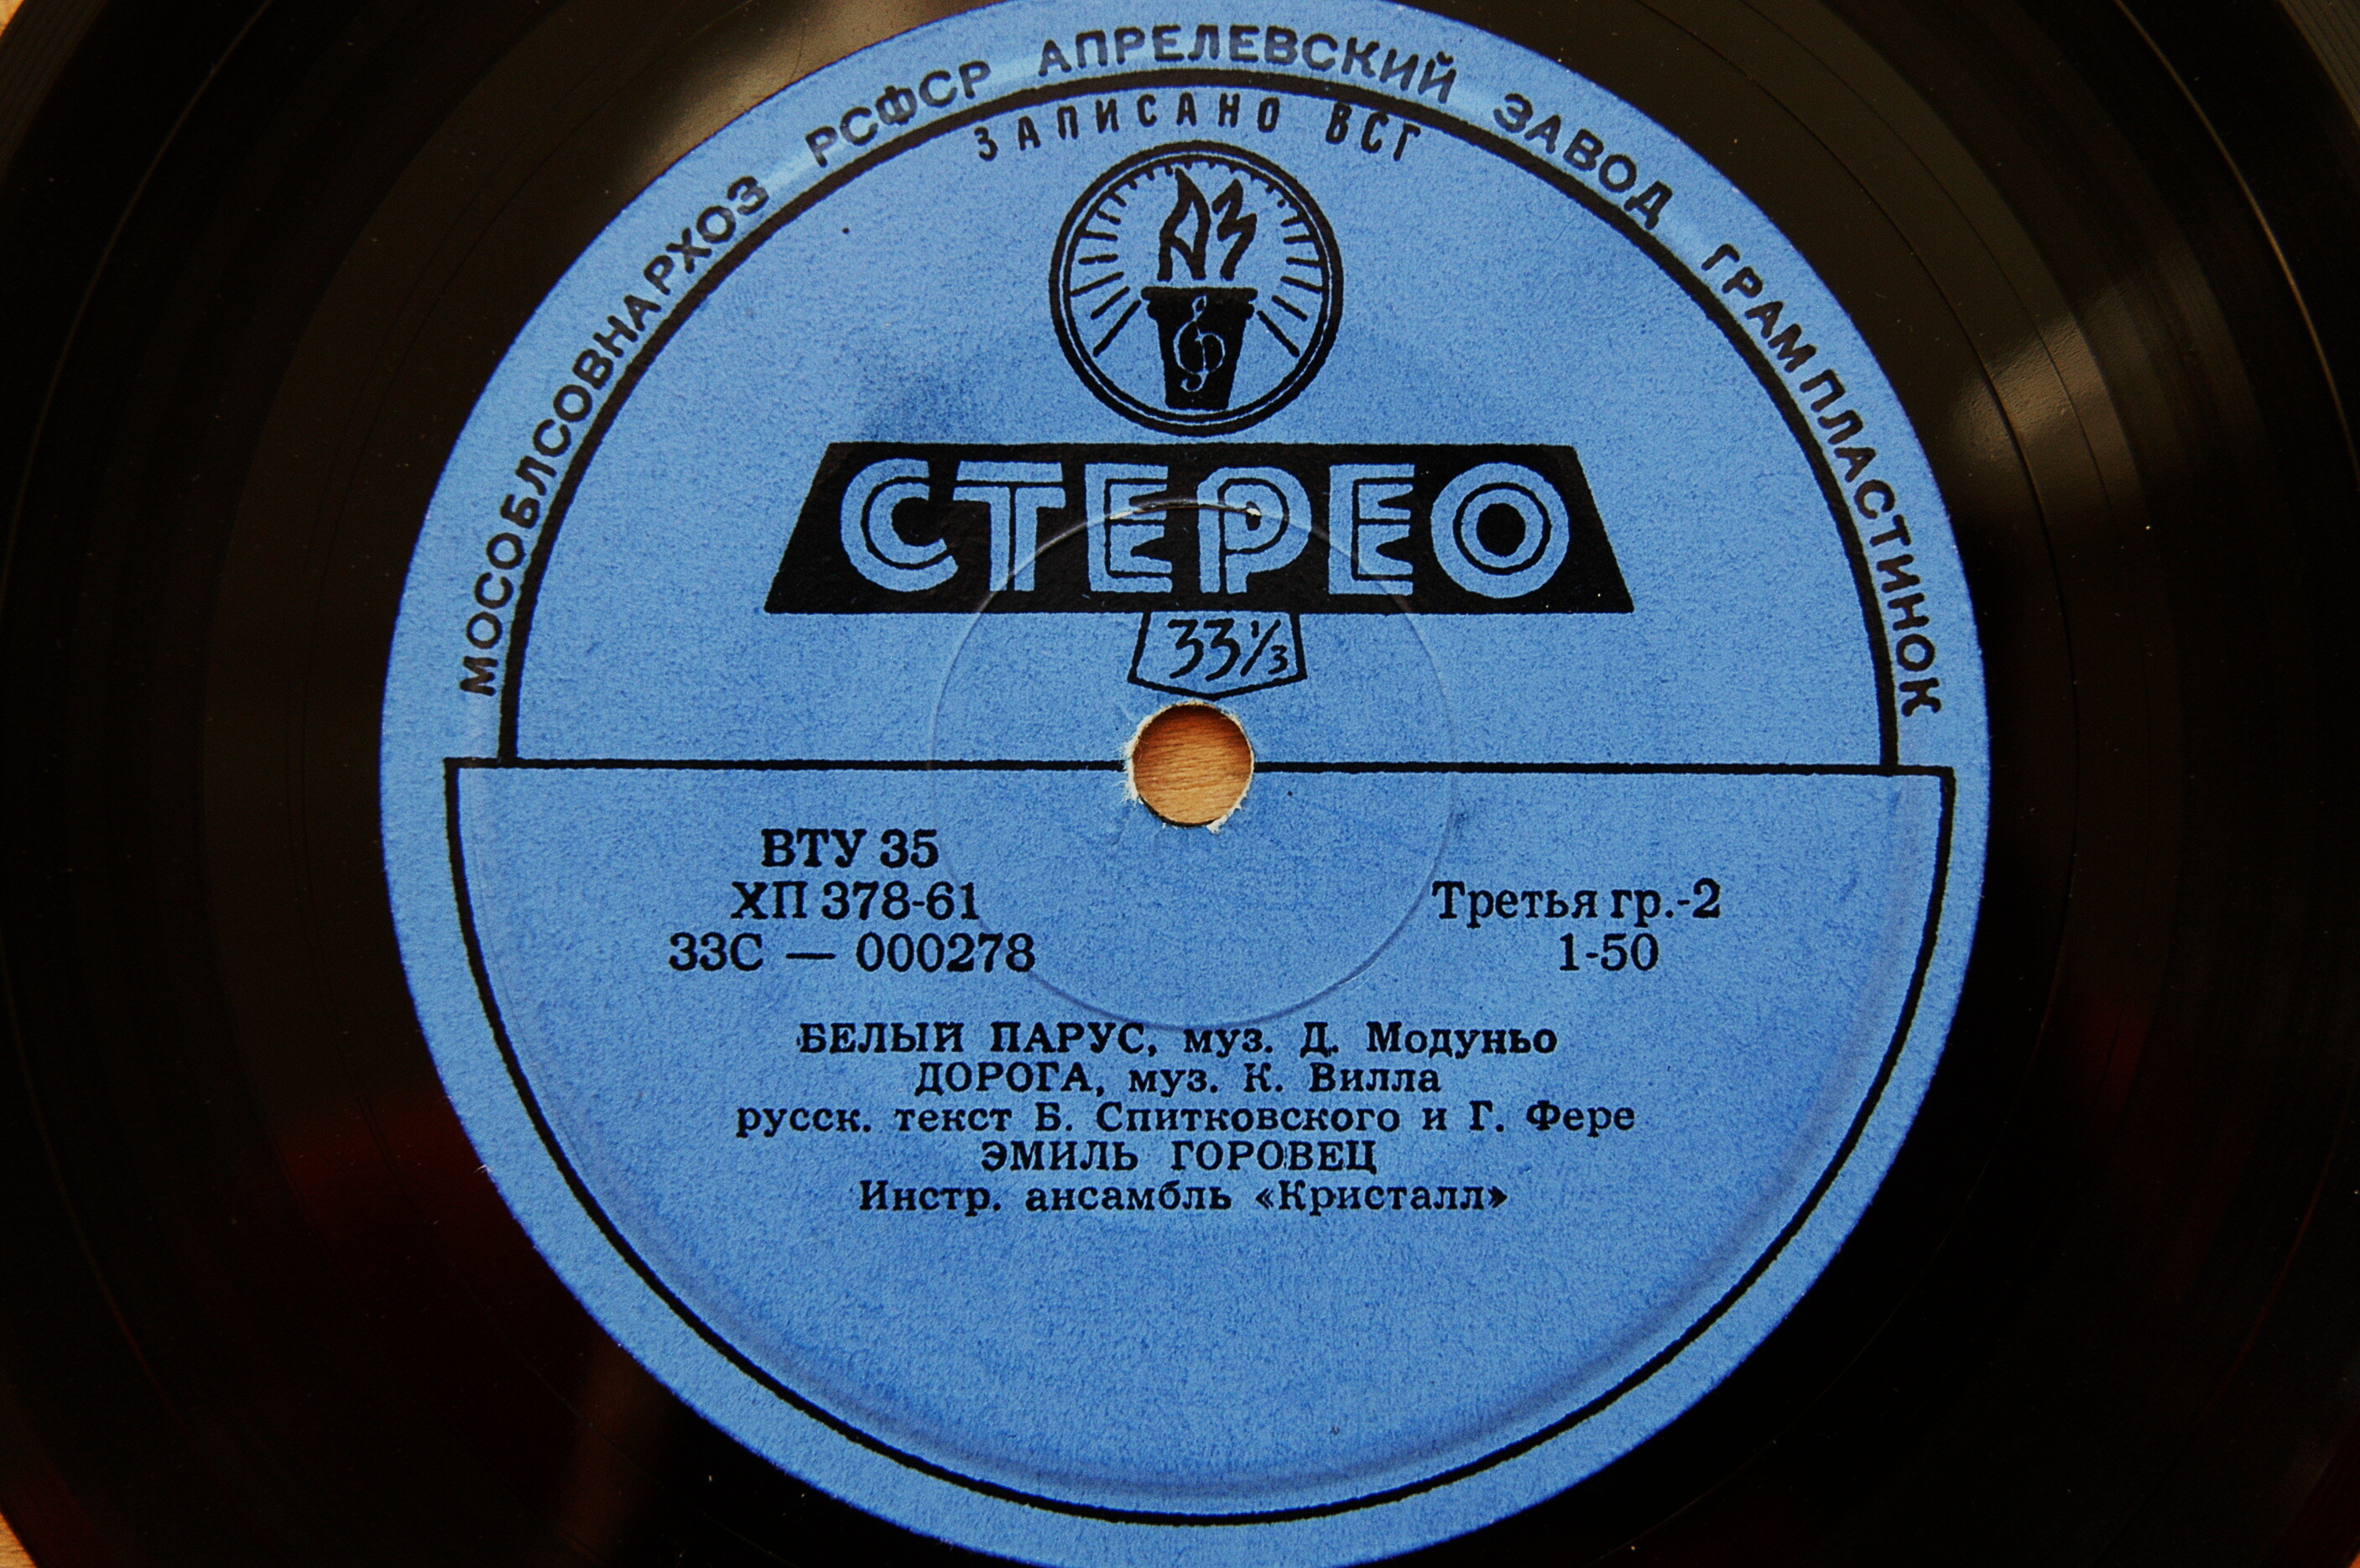 МОСОБЛСОВНАРХОЗ РСФСР АПРЕЛЕВСКИЙ ЗАВОД ГРАМПЛАСТИНОК
ЗАПИСАНО ВСГ
АЗ
СТЕРЕО
33⅓
ВТУ 35
ХП 378-61
33С — 000278
Третья гр.-2
1-50
БЕЛЫЙ ПАРУС, муз. Д. Модуньо
ДОРОГА, муз. К. Вилла
русск. текст Б. Спитковского и Г. Фере
ЭМИЛЬ ГОРОВЕЦ
Инстр. ансамбль «Кристалл»